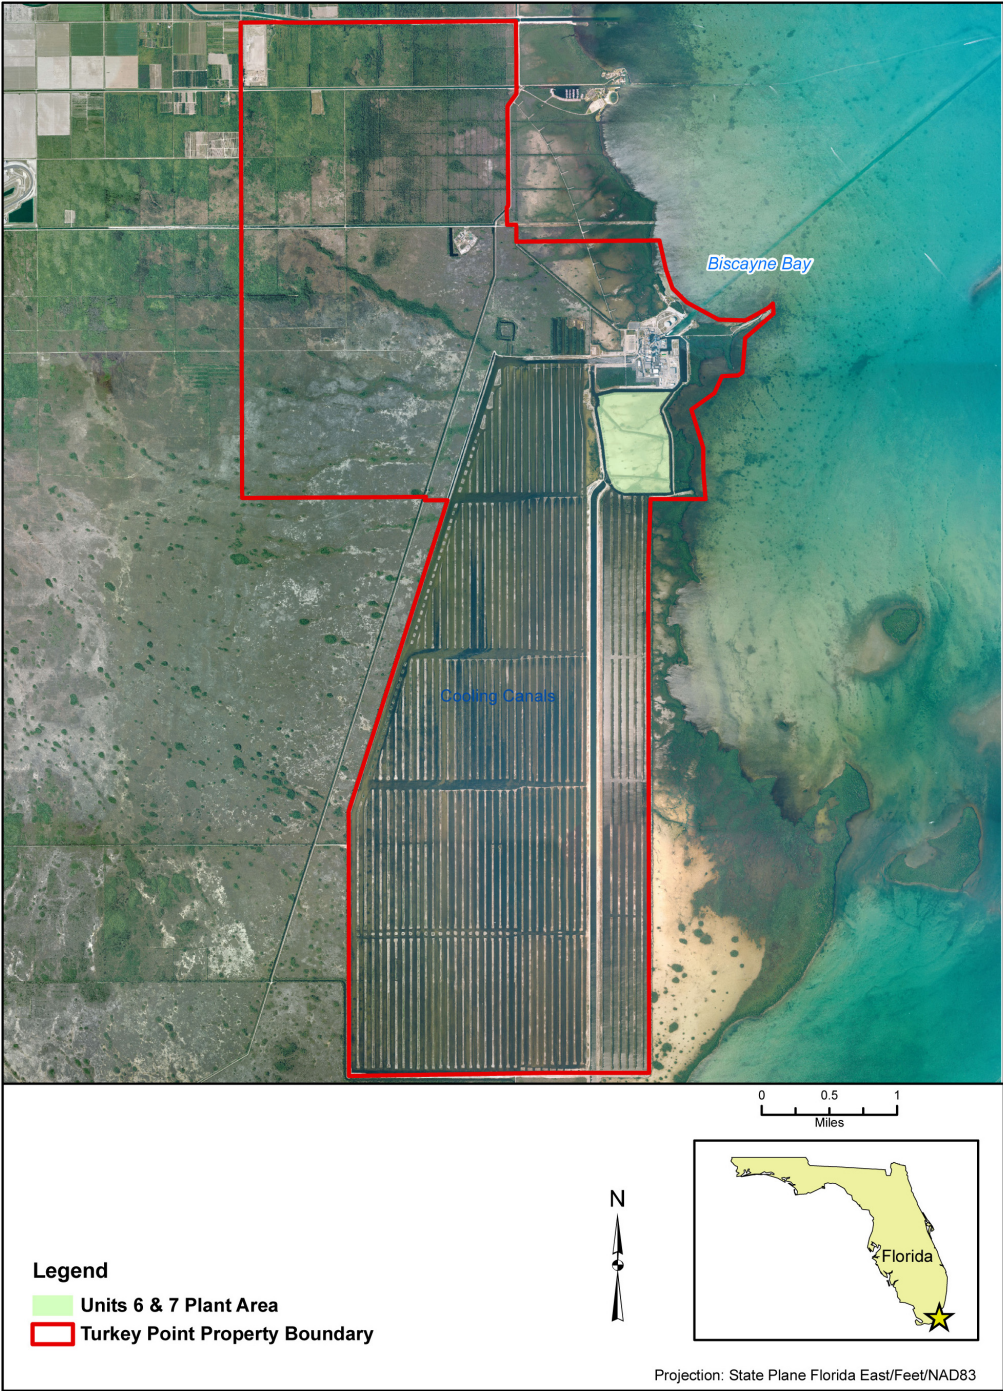 Biscayne Bay
Cooling Canals
0 0.5 1
Miles
N
Florida
Legend
Units 6 & 7 Plant Area
Turkey Point Property Boundary
Projection: State Plane Florida East/Feet/NAD83